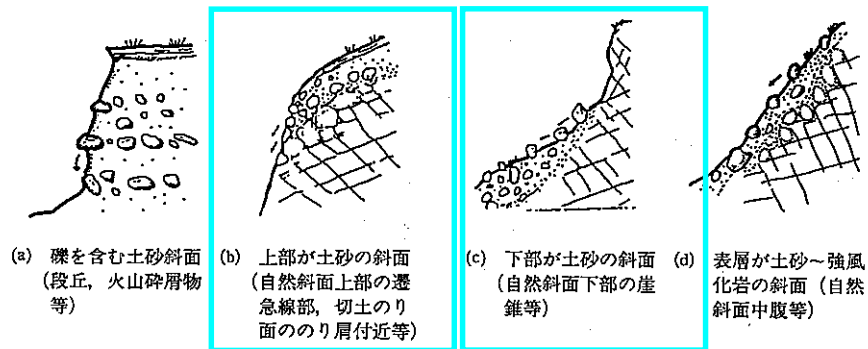 (a) 礫を含む土砂斜面
(段丘,火山砕屑物
等)
(b) 上部が土砂の斜面
(自然斜面上部の遷
急線部,切土のり
面ののり肩付近等)
(c) 下部が土砂の斜面
(自然斜面下部の崖
錐等)
(d) 表層が土砂～強風
化岩の斜面(自然
斜面中腹等)